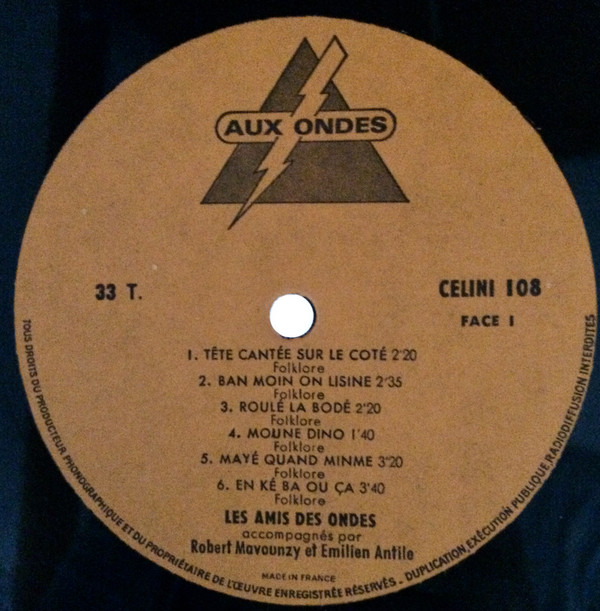 AUX ONDES
33 T.
CELINI 108
FACE 1
1. TÊTE CANTÉE SUR LE COTÉ 2'20
Folklore
2. BAN MOIN ON LISINE 2'35
Folklore
3. ROULÉ LA BODÉ 2'20
Folklore
4. MOUNE DINO 1'40
Folklore
5. MAYÉ QUAND MINME 3'20
Folklore
6. EN KÉ BA OU ÇA 3'40
Folklore
LES AMIS DES ONDES
accompagnés par
Robert Mavounzy et Emilien Antile
MADE IN FRANCE
TOUS DROITS DU PRODUCTEUR PHONOGRAPHIQUE ET DU PROPRIÉTAIRE DE L'ŒUVRE ENREGISTRÉE RÉSERVÉS - DUPLICATION, EXÉCUTION PUBLIQUE, RADIODIFFUSION INTERDITES